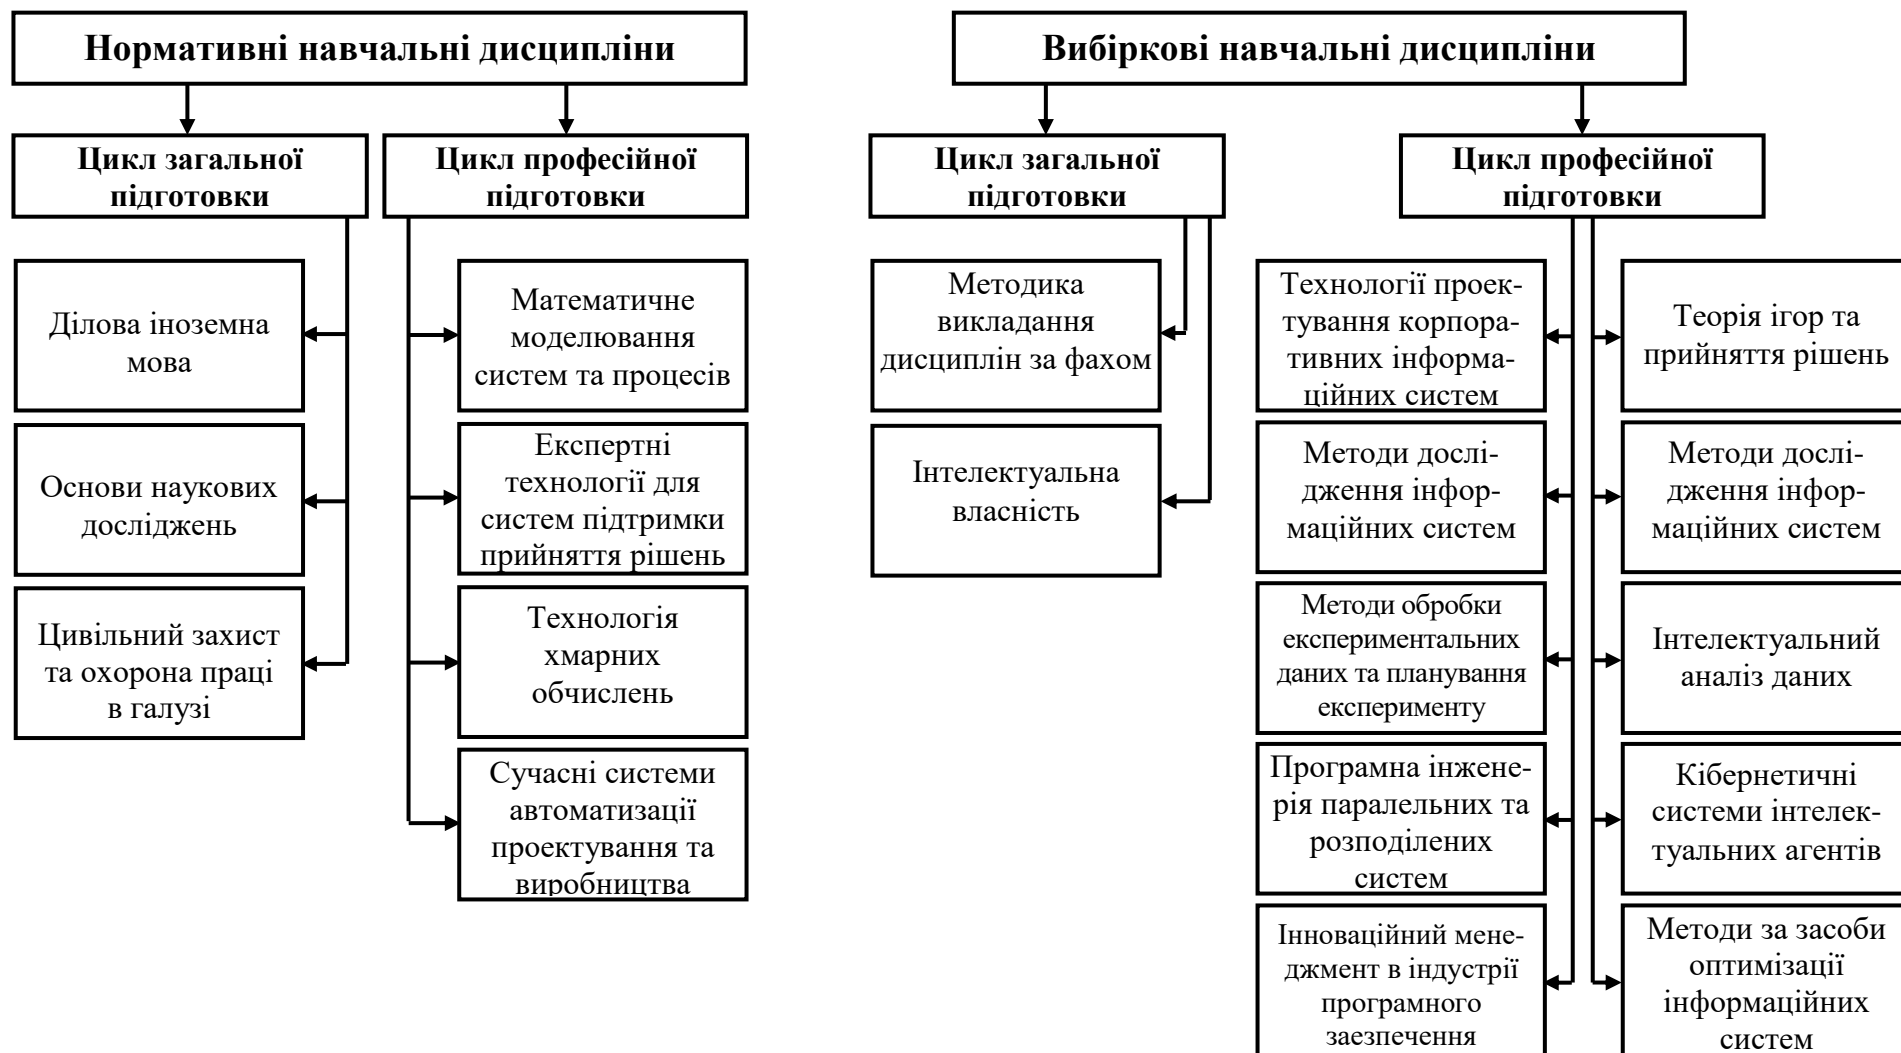 Нормативні навчальні дисципліни
Вибіркові навчальні дисципліни
Цикл загальної
підготовки
Цикл професійної
підготовки
Цикл загальної
підготовки
Цикл професійної
підготовки
Ділова іноземна
мова
Основи наукових
досліджень
Цивільний захист
та охорона праці
в галузі
Математичне
моделювання
систем та процесів
Експертні
технології для
систем підтримки
прийняття рішень
Технологія
хмарних
обчислень
Сучасні системи
автоматизації
проектування та
виробництва
Методика
викладання
дисциплін за фахом
Інтелектуальна
власність
Технології проек-
тування корпора-
тивних інформа-
ційних систем
Методи дослі-
дження інфор-
маційних систем
Методи обробки
експериментальних
даних та планування
експерименту
Програмна інжене-
рія паралельних та
розподілених
систем
Інноваційний мене-
джмент в індустрії
програмного
заезпечення
Теорія ігор та
прийняття рішень
Методи дослі-
дження інфор-
маційних систем
Інтелектуальний
аналіз даних
Кібернетичні
системи інтелек-
туальних агентів
Методи за засоби
оптимізації
інформаційних
систем